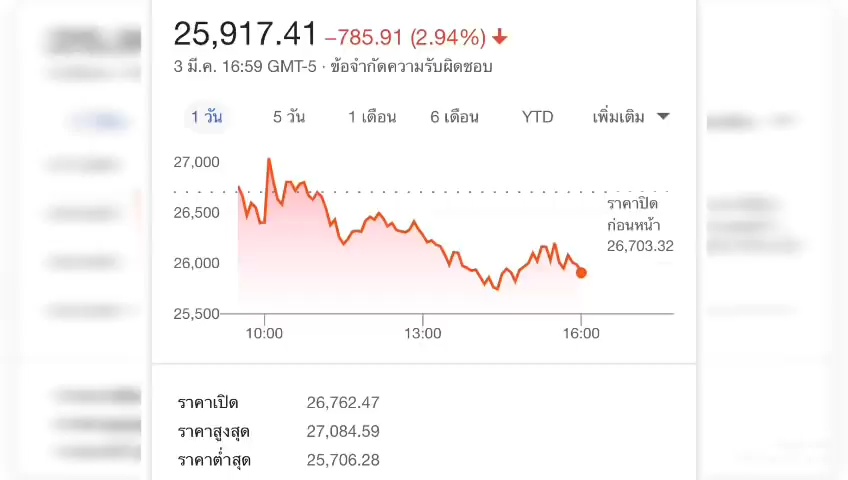 25,917.41 −785.91 (2.94%)
3 มี.ค. 16:59 GMT-5 · ข้อจำกัดความรับผิดชอบ
1 วัน 5 วัน 1 เดือน 6 เดือน YTD เพิ่มเติม
27,000
26,500
26,000
25,500
ราคาปิด
ก่อนหน้า
26,703.32
10:00 13:00 16:00
ราคาเปิด 26,762.47
ราคาสูงสุด 27,084.59
ราคาต่ำสุด 25,706.28